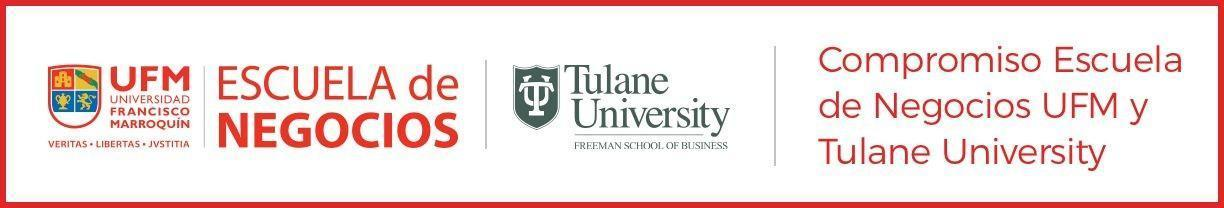 UFM
UNIVERSIDAD
FRANCISCO
MARROQUÍN
VERITAS • LIBERTAS • JVSTITIA
ESCUELA de
NEGOCIOS
Tulane
University
FREEMAN SCHOOL OF BUSINESS
Compromiso Escuela
de Negocios UFM y
Tulane University